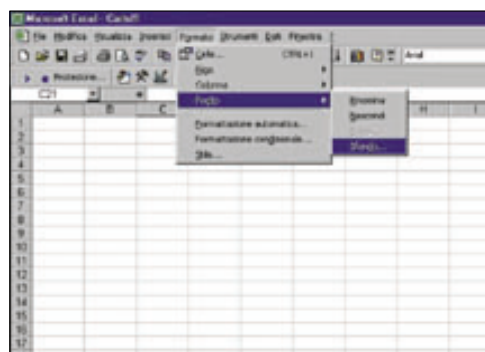 Microsoft Excel - Cartel1
File Modifica Visualizza Inserisci Formato Strumenti Dati Finestra
Celle... CTRL+1
Arial
Riga
Protezione...
Colonna
C21
Foglio
Rinomina
A B C H I
Nascondi
Formattazione automatica...
Formattazione condizionale...
Sfondo...
Stile...
1
2
3
4
5
6
7
8
9
10
11
12
13
14
15
16
17